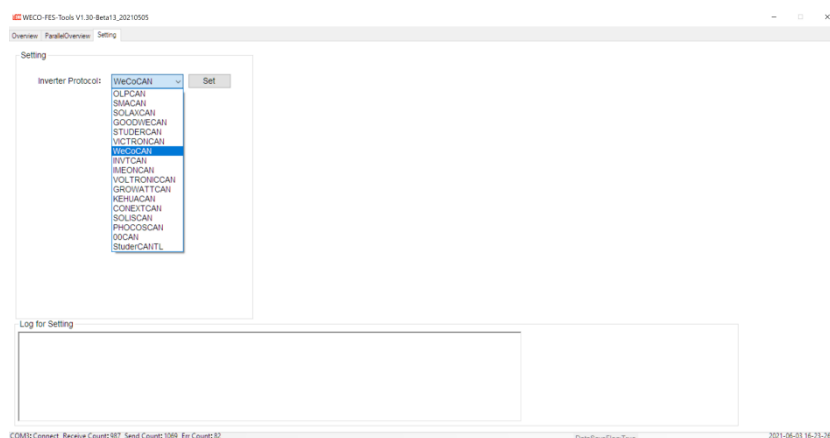 WECO-FES-Tools V1.30-Beta13_20210505
Overview ParallelOverview Setting
Setting
Inverter Protocol: WeCoCAN Set
OLPCAN
SMACAN
SOLAXCAN
GOODWECAN
STUDERCAN
VICTRONCAN
WeCoCAN
INVTCAN
IMEONCAN
VOLTRONICCAN
GROWATTCAN
KEHUACAN
CONEXTCAN
SOLISCAN
PHOCOSCAN
00CAN
StuderCANTL
Log for Setting
COM3: Connect Receive Count: 987 Send Count: 1069 Err Count: 82 2021-06-03 16-23-26